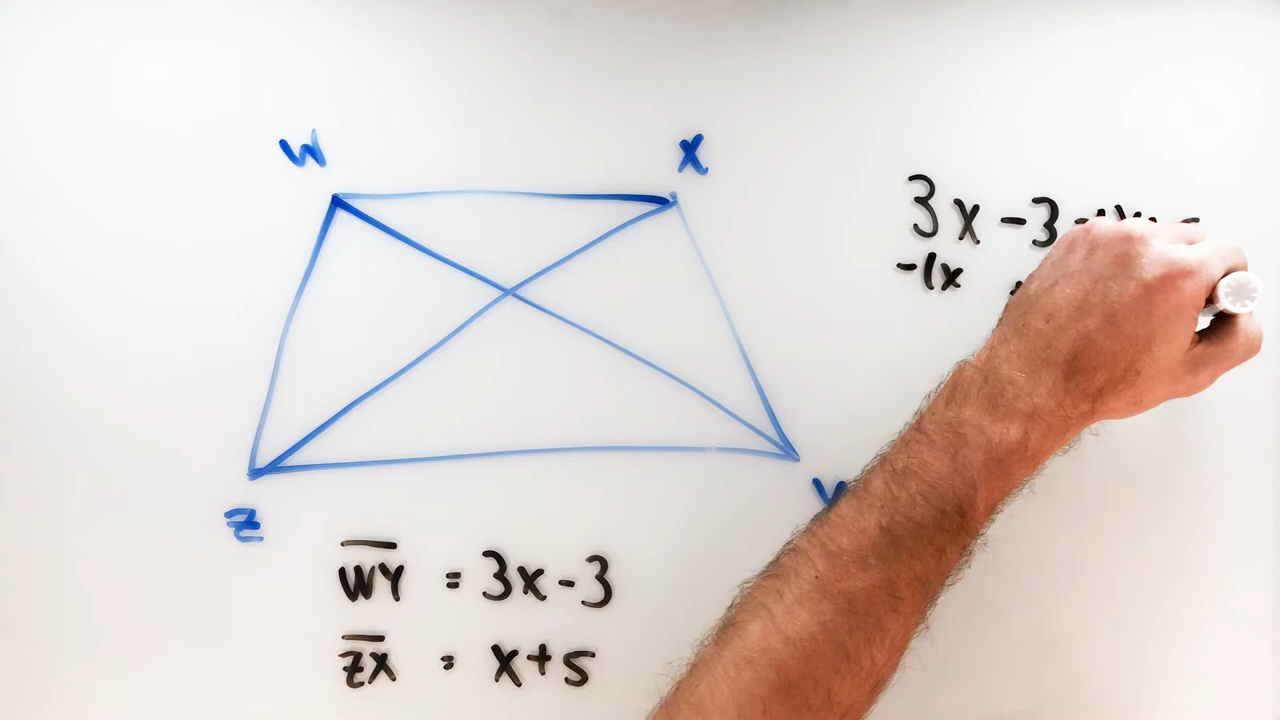 W X
3x-3
-1x
Z
WY = 3x-3
ZX = x+5